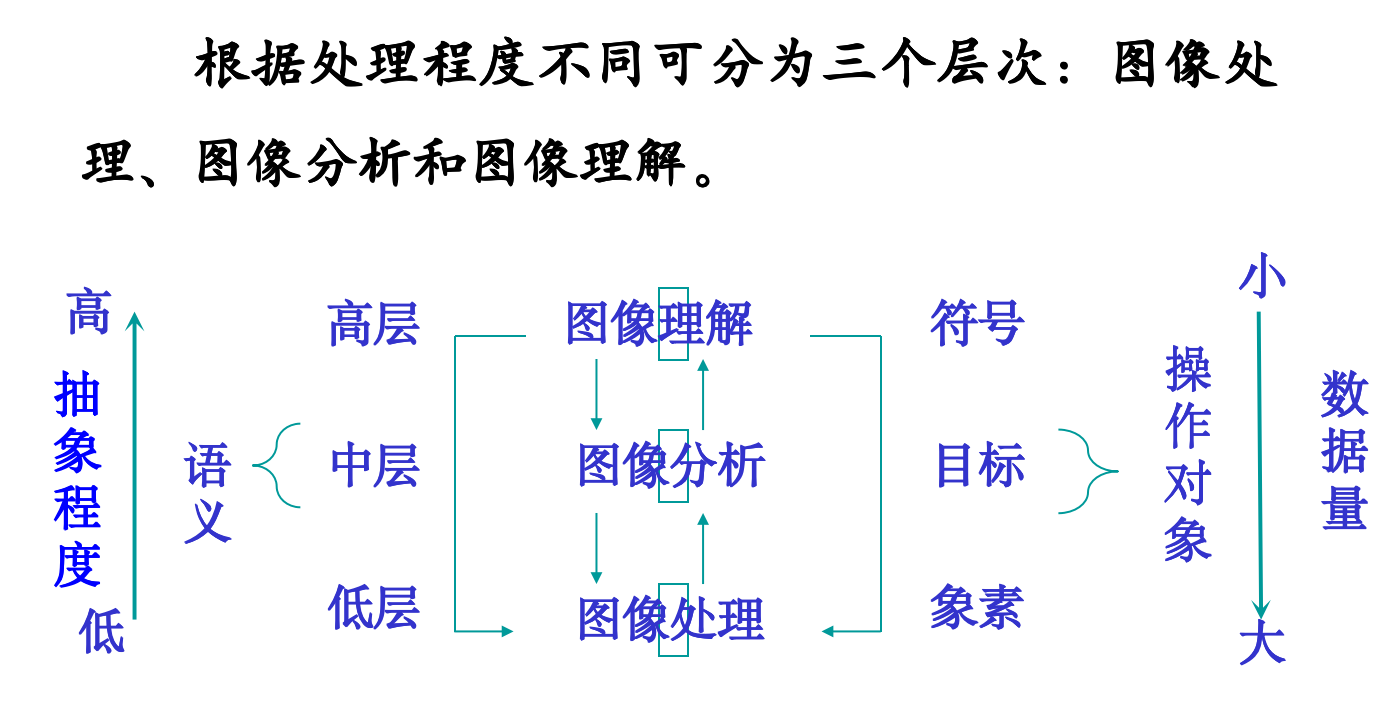 根据处理程度不同可分为三个层次：图像处
理、图像分析和图像理解。
高
抽象程度
低
语义
高层
中层
低层
图像理解
图像分析
图像处理
符号
目标
象素
操作对象
小
大
数据量